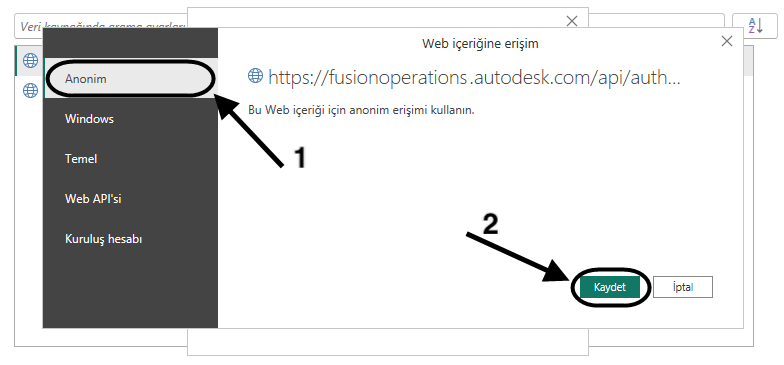 Veri kaynağında arama ayarları
A
Z
Web içeriğine erişim
Anonim
Windows
Temel
Web API'si
Kuruluş hesabı
https://fusionoperations.autodesk.com/api/auth...
Bu Web içeriği için anonim erişimi kullanın.
1
2
Kaydet
İptal